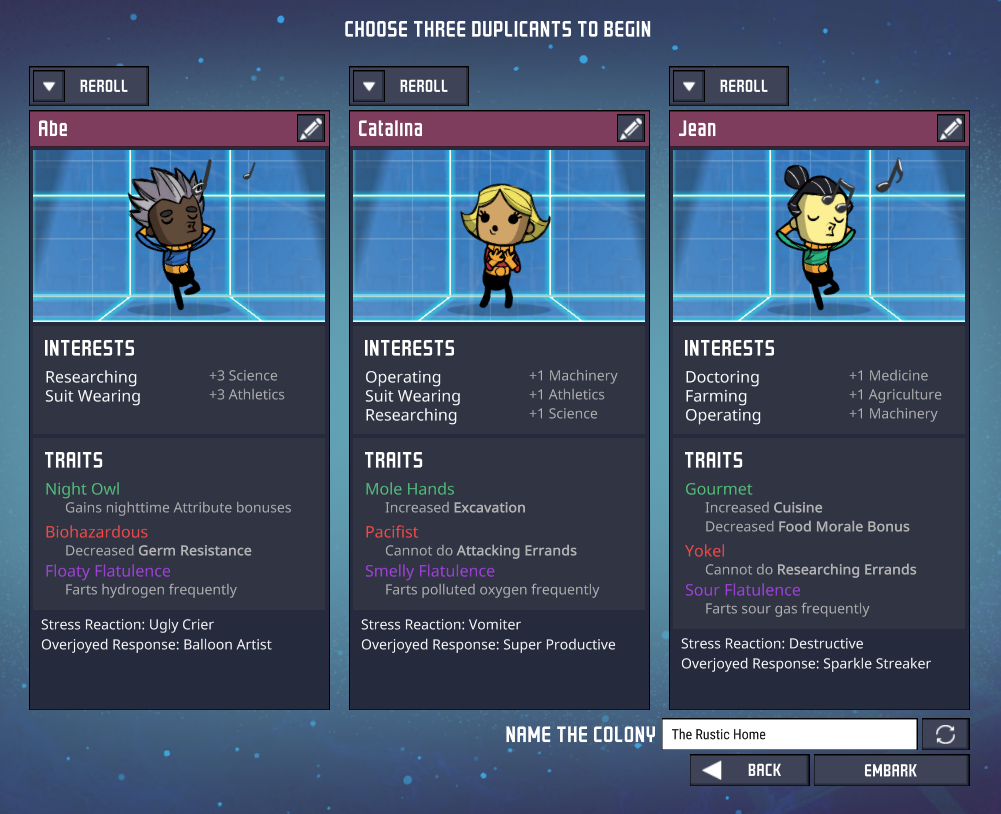 CHOOSE THREE DUPLICANTS TO BEGIN
REROLL
REROLL
REROLL
Abe
Catalina
Jean
INTERESTS
Researching +3 Science
Suit Wearing +3 Athletics
TRAITS
Night Owl
Gains nighttime Attribute bonuses
Biohazardous
Decreased Germ Resistance
Floaty Flatulence
Farts hydrogen frequently
Stress Reaction: Ugly Crier
Overjoyed Response: Balloon Artist
INTERESTS
Operating +1 Machinery
Suit Wearing +1 Athletics
Researching +1 Science
TRAITS
Mole Hands
Increased Excavation
Pacifist
Cannot do Attacking Errands
Smelly Flatulence
Farts polluted oxygen frequently
Stress Reaction: Vomiter
Overjoyed Response: Super Productive
INTERESTS
Doctoring +1 Medicine
Farming +1 Agriculture
Operating +1 Machinery
TRAITS
Gourmet
Increased Cuisine
Decreased Food Morale Bonus
Yokel
Cannot do Researching Errands
Sour Flatulence
Farts sour gas frequently
Stress Reaction: Destructive
Overjoyed Response: Sparkle Streaker
NAME THE COLONY The Rustic Home
BACK EMBARK